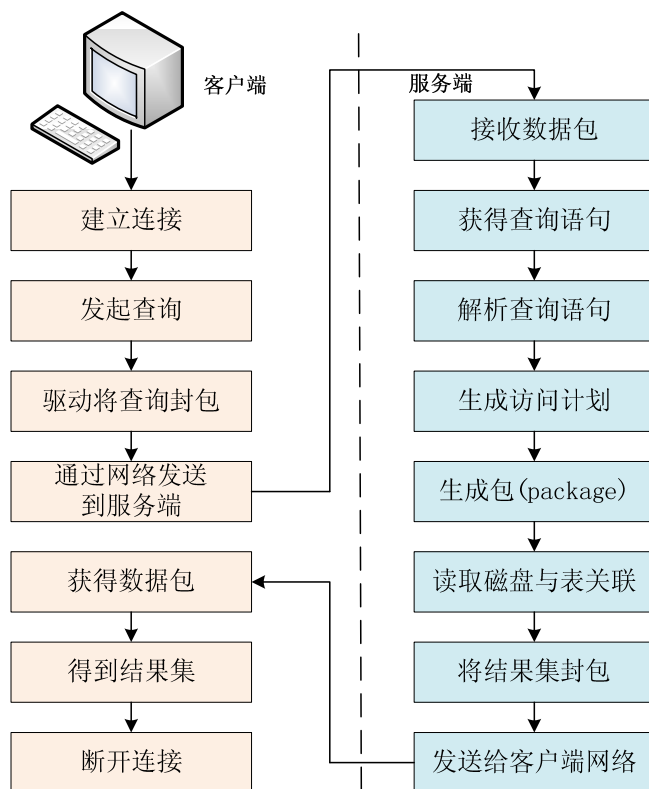 客户端
建立连接
发起查询
驱动将查询封包
通过网络发送
到服务端
获得数据包
得到结果集
断开连接
服务端
接收数据包
获得查询语句
解析查询语句
生成访问计划
生成包(package)
读取磁盘与表关联
将结果集封包
发送给客户端网络